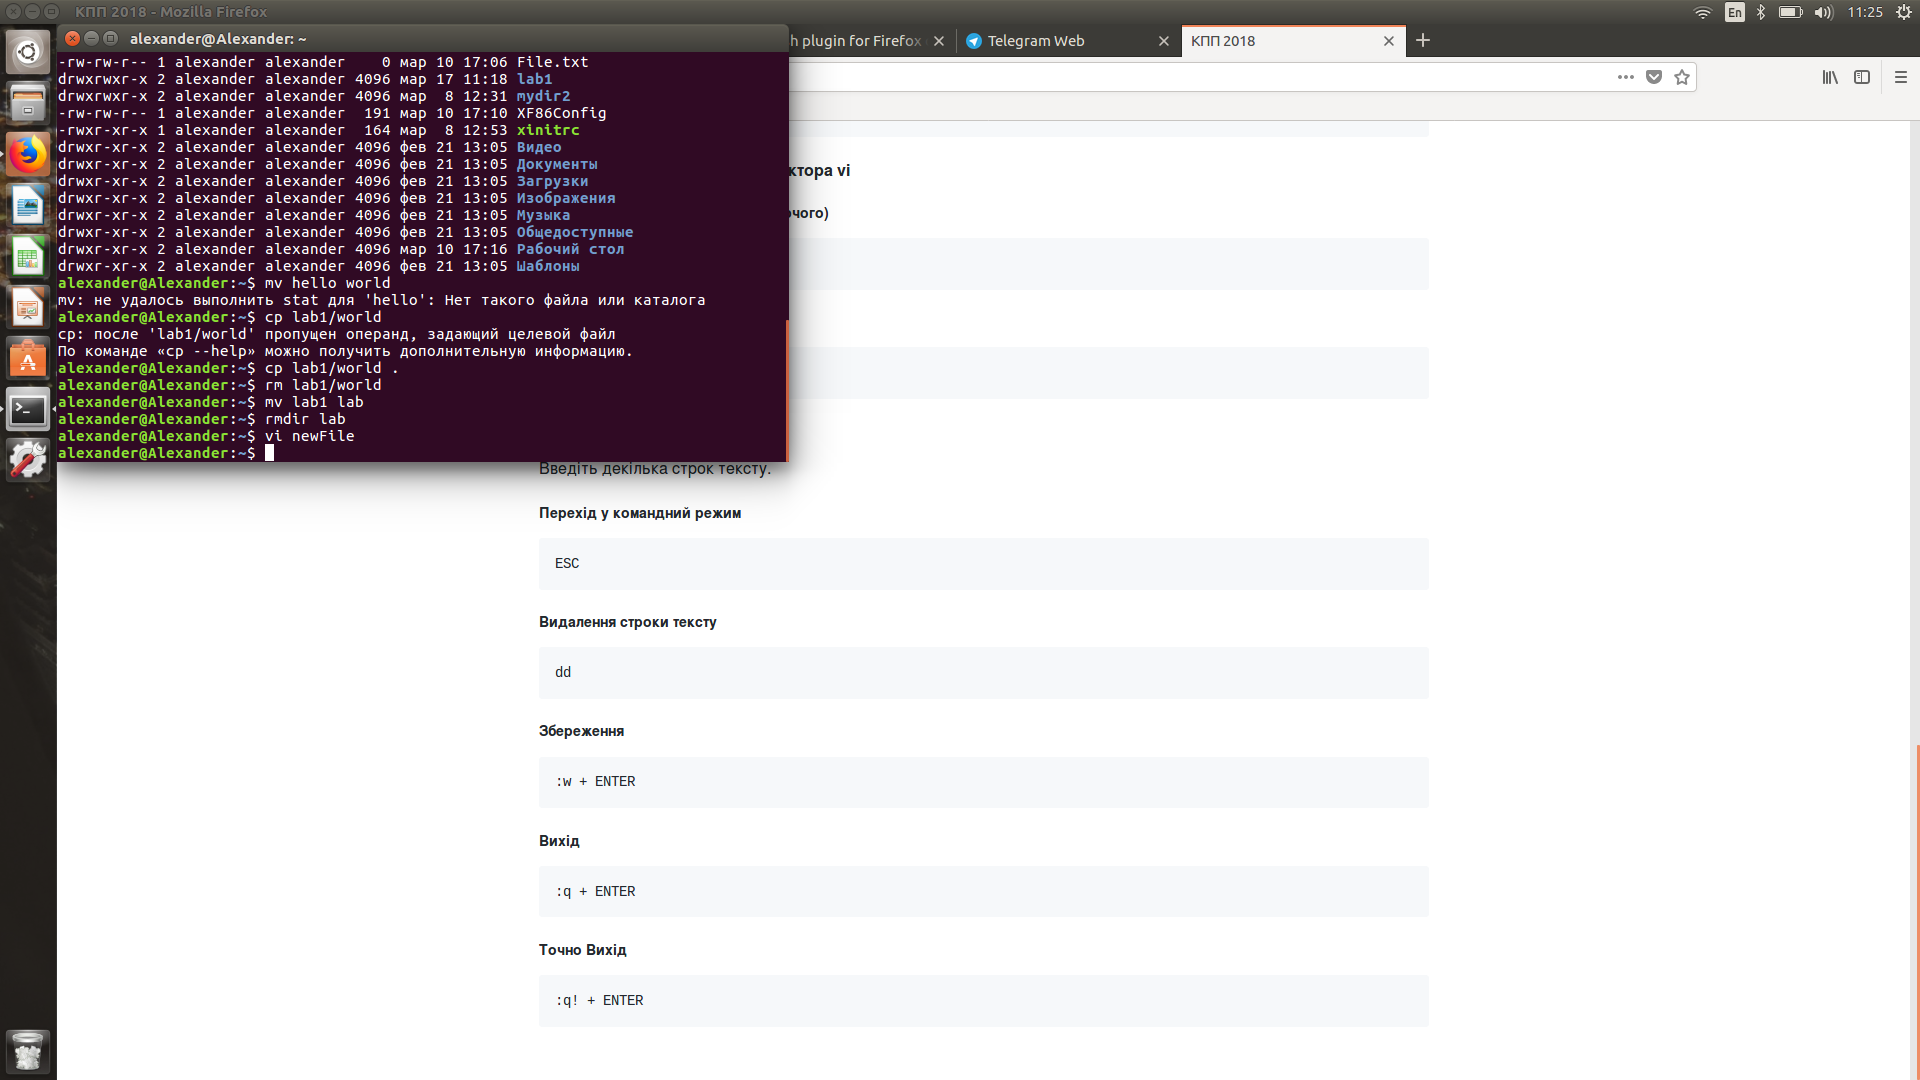 КПП 2018 - Mozilla Firefox
En
11:25
alexander@Alexander: ~
h plugin for Firefox
Telegram Web
КПП 2018
-rw-rw-r-- 1 alexander alexander    0 мар 10 17:06 File.txt
drwxrwxr-x 2 alexander alexander 4096 мар 17 11:18 lab1
drwxrwxr-x 2 alexander alexander 4096 мар  8 12:31 mydir2
-rw-rw-r-- 1 alexander alexander  191 мар 10 17:10 XF86Config
-rwxr-xr-x 1 alexander alexander  164 мар  8 12:53 xinitrc
drwxr-xr-x 2 alexander alexander 4096 фев 21 13:05 Видео
drwxr-xr-x 2 alexander alexander 4096 фев 21 13:05 Документы
drwxr-xr-x 2 alexander alexander 4096 фев 21 13:05 Загрузки
drwxr-xr-x 2 alexander alexander 4096 фев 21 13:05 Изображения
drwxr-xr-x 2 alexander alexander 4096 фев 21 13:05 Музыка
drwxr-xr-x 2 alexander alexander 4096 фев 21 13:05 Общедоступные
drwxr-xr-x 2 alexander alexander 4096 мар 10 17:16 Рабочий стол
drwxr-xr-x 2 alexander alexander 4096 фев 21 13:05 Шаблоны
alexander@Alexander:~$ mv hello world
mv: не удалось выполнить stat для 'hello': Нет такого файла или каталога
alexander@Alexander:~$ cp lab1/world
cp: после 'lab1/world' пропущен операнд, задающий целевой файл
По команде «cp --help» можно получить дополнительную информацию.
alexander@Alexander:~$ cp lab1/world .
alexander@Alexander:~$ rm lab1/world
alexander@Alexander:~$ mv lab1 lab
alexander@Alexander:~$ rmdir lab
alexander@Alexander:~$ vi newFile
alexander@Alexander:~$
ктора vi
очого)
Введіть декілька строк тексту.
Перехід у командний режим
ESC
Видалення строки тексту
dd
Збереження
:w + ENTER
Вихід
:q + ENTER
Точно Вихід
:q! + ENTER